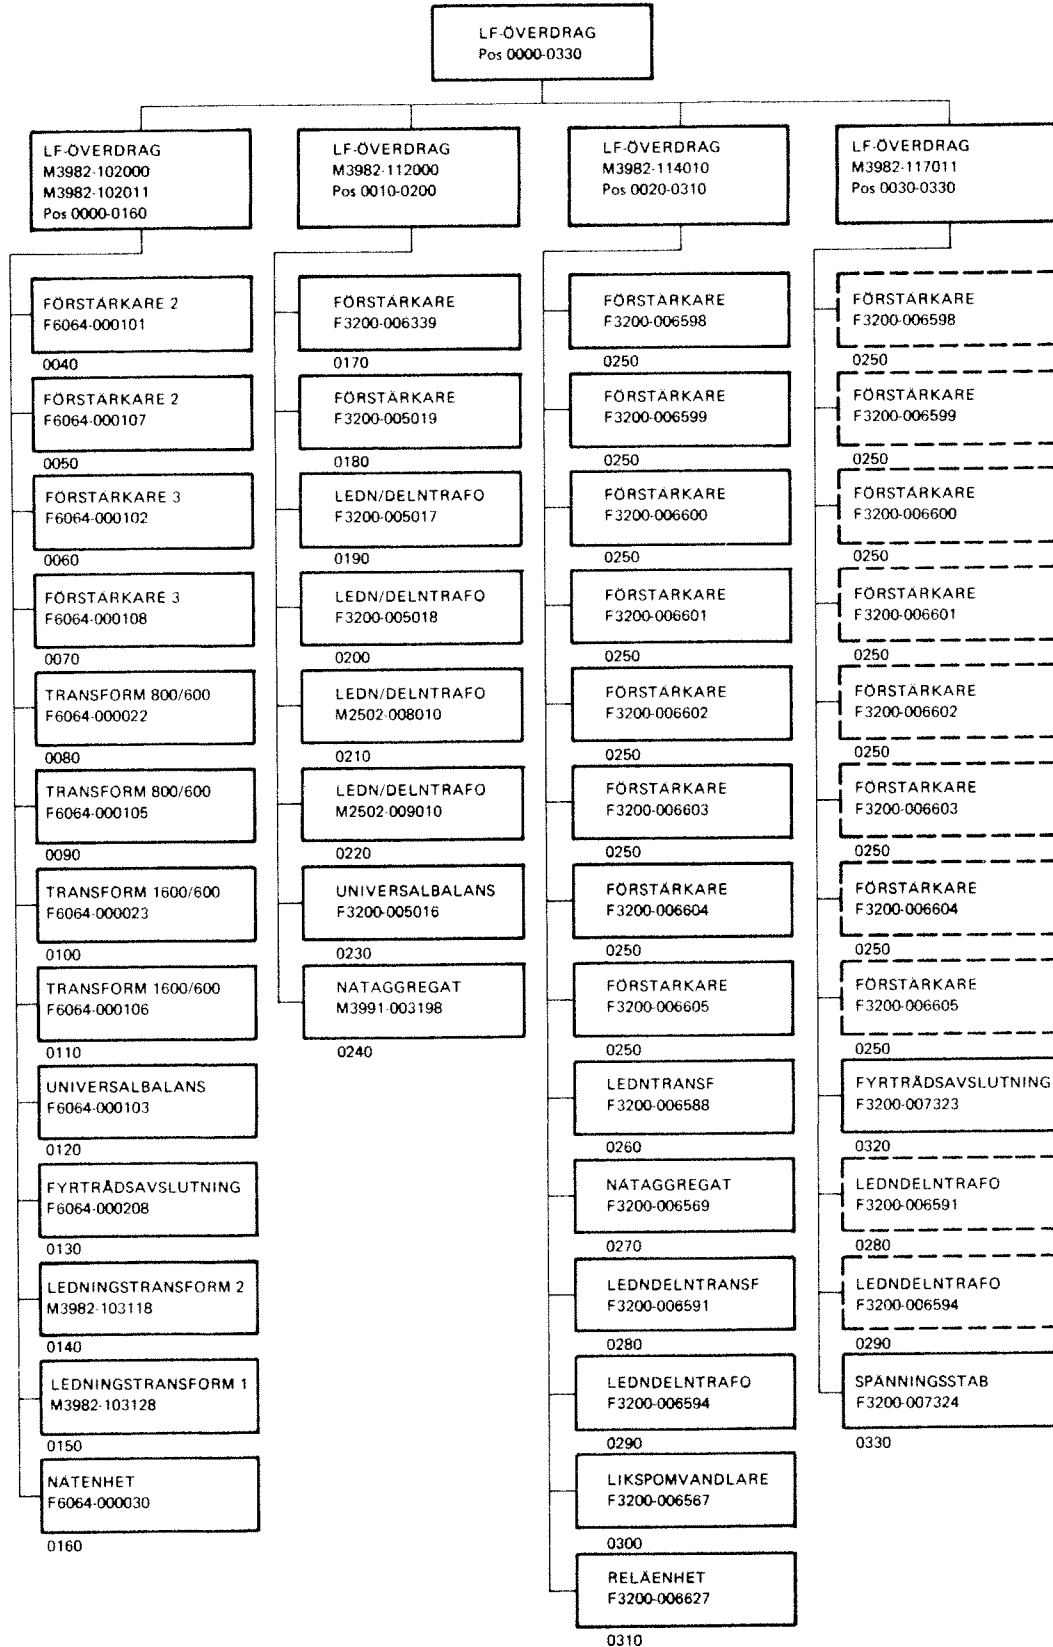 LF-ÖVERDRAG
Pos 0000-0330
LF-ÖVERDRAG
M3982-102000
M3982-102011
Pos 0000-0160
FÖRSTÄRKARE 2
F6064-000101
0040
FÖRSTÄRKARE 2
F6064-000107
0050
FÖRSTÄRKARE 3
F6064-000102
0060
FÖRSTÄRKARE 3
F6064-000108
0070
TRANSFORM 800/600
F6064-000022
0080
TRANSFORM 800/600
F6064-000105
0090
TRANSFORM 1600/600
F6064-000023
0100
TRANSFORM 1600/600
F6064-000106
0110
UNIVERSALBALANS
F6064-000103
0120
FYRTRÅDSAVSLUTNING
F6064-000208
0130
LEDNINGSTRANSFORM 2
M3982-103118
0140
LEDNINGSTRANSFORM 1
M3982-103128
0150
NÄTENHET
F6064-000030
0160
LF-ÖVERDRAG
M3982-112000
Pos 0010-0200
FÖRSTÄRKARE
F3200-006339
0170
FÖRSTÄRKARE
F3200-005019
0180
LEDN/DELNTRAFO
F3200-005017
0190
LEDN/DELNTRAFO
F3200-005018
0200
LEDN/DELNTRAFO
M2502-008010
0210
LEDN/DELNTRAFO
M2502-009010
0220
UNIVERSALBALANS
F3200-005016
0230
NÄTAGGREGAT
M3991-003198
0240
LF-ÖVERDRAG
M3982-114010
Pos 0020-0310
FÖRSTÄRKARE
F3200-006598
0250
FÖRSTÄRKARE
F3200-006599
0250
FÖRSTÄRKARE
F3200-006600
0250
FÖRSTÄRKARE
F3200-006601
0250
FÖRSTÄRKARE
F3200-006602
0250
FÖRSTÄRKARE
F3200-006603
0250
FÖRSTÄRKARE
F3200-006604
0250
FÖRSTÄRKARE
F3200-006605
0250
LEDNTRANSF
F3200-006588
0260
NÄTAGGREGAT
F3200-006569
0270
LEDNDELNTRANSF
F3200-006591
0280
LEDNDELNTRAFO
F3200-006594
0290
LIKSPOMVANDLARE
F3200-006567
0300
RELÄENHET
F3200-006627
0310
LF-ÖVERDRAG
M3982-117011
Pos 0030-0330
FÖRSTÄRKARE
F3200-006598
0250
FÖRSTÄRKARE
F3200-006599
0250
FÖRSTÄRKARE
F3200-006600
0250
FÖRSTÄRKARE
F3200-006601
0250
FÖRSTÄRKARE
F3200-006602
0250
FÖRSTÄRKARE
F3200-006603
0250
FÖRSTÄRKARE
F3200-006604
0250
FÖRSTÄRKARE
F3200-006605
0250
FYRTRÅDSAVSLUTNING
F3200-007323
0320
LEDNDELNTRAFO
F3200-006591
0280
LEDNDELNTRAFO
F3200-006594
0290
SPÄNNINGSSTAB
F3200-007324
0330